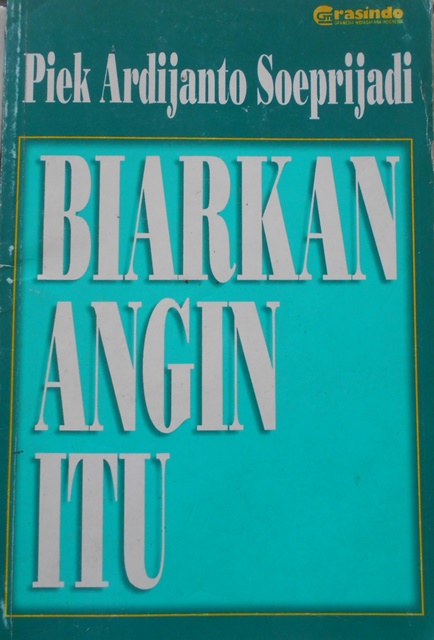 Grasindo
Piek Ardijanto Soeprijadi
BIARKAN
ANGIN
ITU